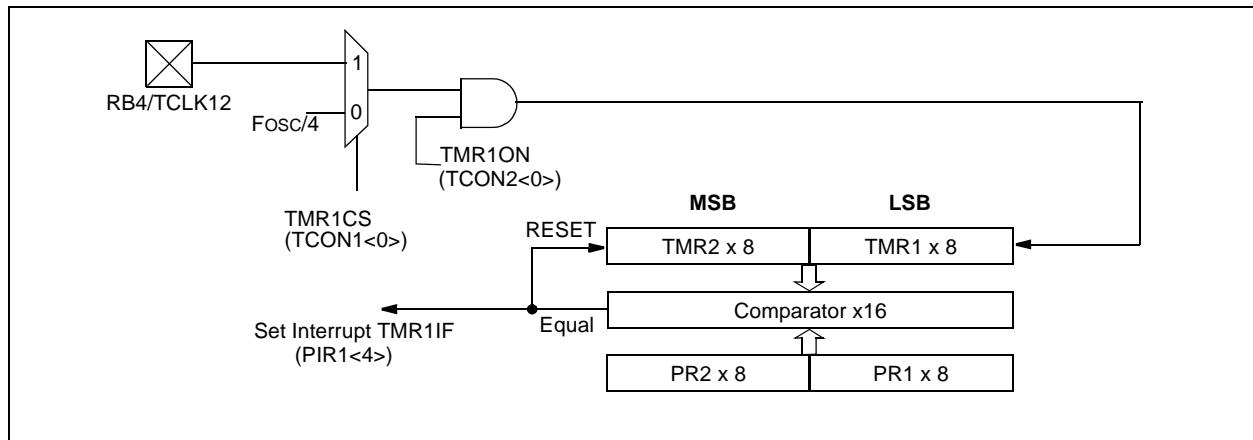 1
RB4/TCLK12
0
FOSC/4
TMR1ON
(TCON2<0>)
MSB LSB
TMR1CS
(TCON1<0>)
RESET
TMR2 x 8 TMR1 x 8
Comparator x16
Equal
Set Interrupt TMR1IF
(PIR1<4>)
PR2 x 8 PR1 x 8